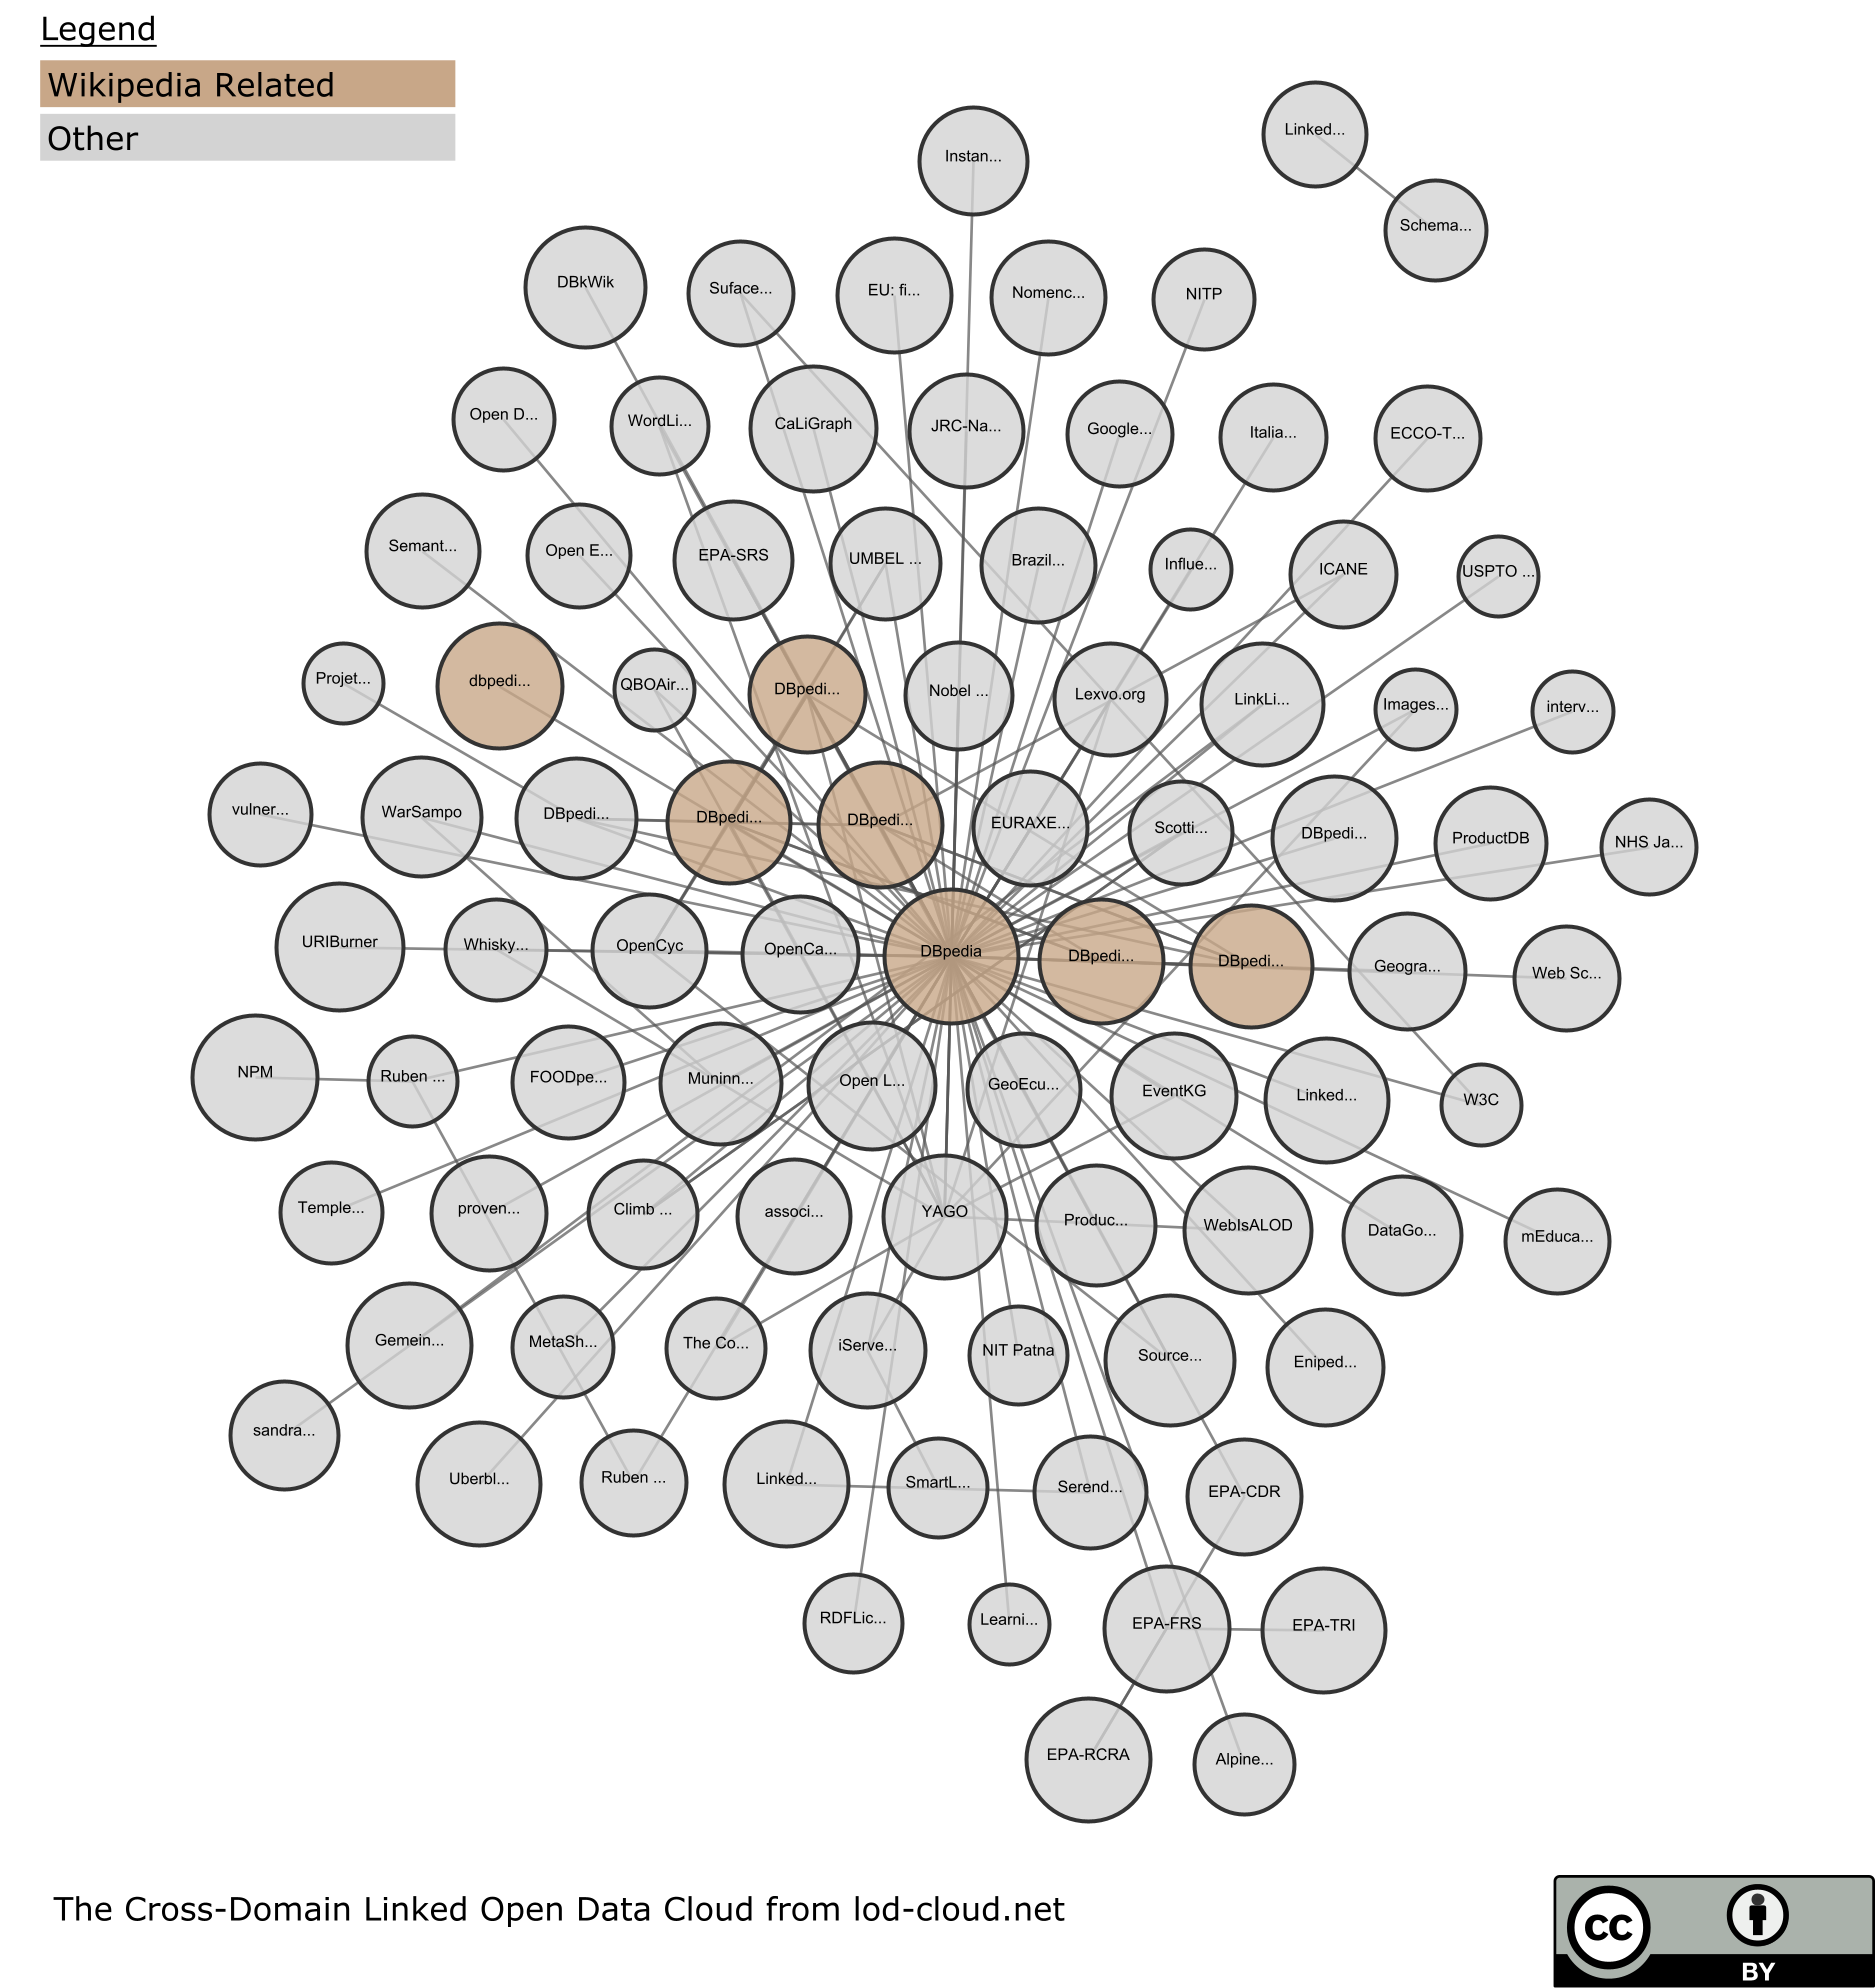 Legend
Wikipedia Related
Other
Linked...
Instan...
Schema...
DBkWik
Suface...
EU: fi...
Nomenc...
NITP
Open D...
WordLi...
CaLiGraph
JRC-Na...
Google...
Italia...
ECCO-T...
Semant...
Open E...
EPA-SRS
UMBEL ...
Brazil...
Influe...
ICANE
USPTO ...
Projet...
dbpedi...
QBOAir...
DBpedi...
Nobel ...
Lexvo.org
LinkLi...
Images...
interv...
vulner...
WarSampo
DBpedi...
DBpedi...
DBpedi...
EURAXE...
Scotti...
DBpedi...
ProductDB
NHS Ja...
URIBurner
Whisky...
OpenCyc
OpenCa...
DBpedia
DBpedi...
DBpedi...
Geogra...
Web Sc...
NPM
Ruben ...
FOODpe...
Muninn...
Open L...
GeoEcu...
EventKG
Linked...
W3C
Temple...
proven...
Climb ...
associ...
YAGO
Produc...
WebIsALOD
DataGo...
mEduca...
Gemein...
MetaSh...
The Co...
iServe...
NIT Patna
Source...
Eniped...
sandra...
Uberbl...
Ruben ...
Linked...
SmartL...
Serend...
EPA-CDR
RDFLic...
Learni...
EPA-FRS
EPA-TRI
EPA-RCRA
Alpine...
The Cross-Domain Linked Open Data Cloud from lod-cloud.net
cc
BY